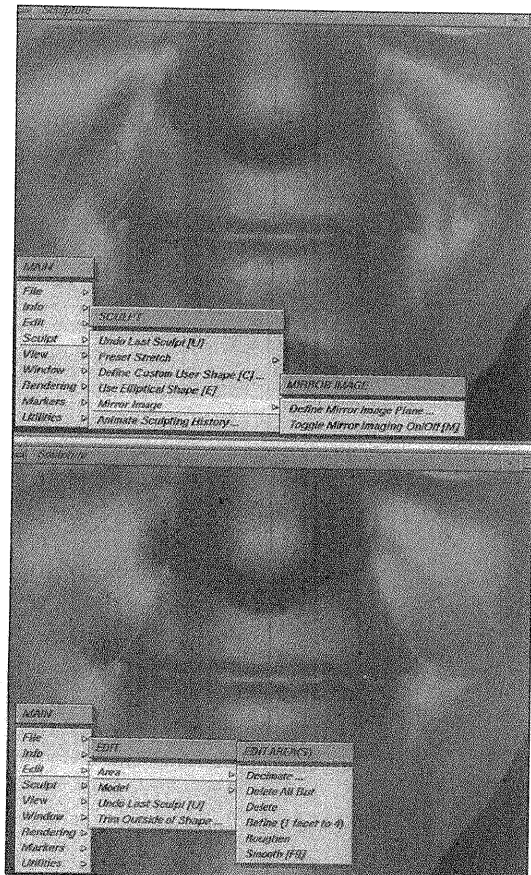 Sculpture
MAIN
File
Info
Edit
Sculpt
View
Window
Rendering
Markers
Utilities
SCULPT
Undo Last Sculpt [U]
Preset Stretch
Define Custom User Shape [C] ...
Use Elliptical Shape [E]
Mirror Image
Animate Sculpting History ...
MIRROR IMAGE
Define Mirror Image Plane ...
Toggle Mirror Imaging On/Off [M]
Sculpture
MAIN
File
Info
Edit
Sculpt
View
Window
Rendering
Markers
Utilities
EDIT
Area
Model
Undo Last Sculpt [U]
Trim Outside of Shape ...
EDIT AREA(S)
Decimate ...
Delete All But
Delete
Refine (1 facet to 4)
Roughen
Smooth [F9]